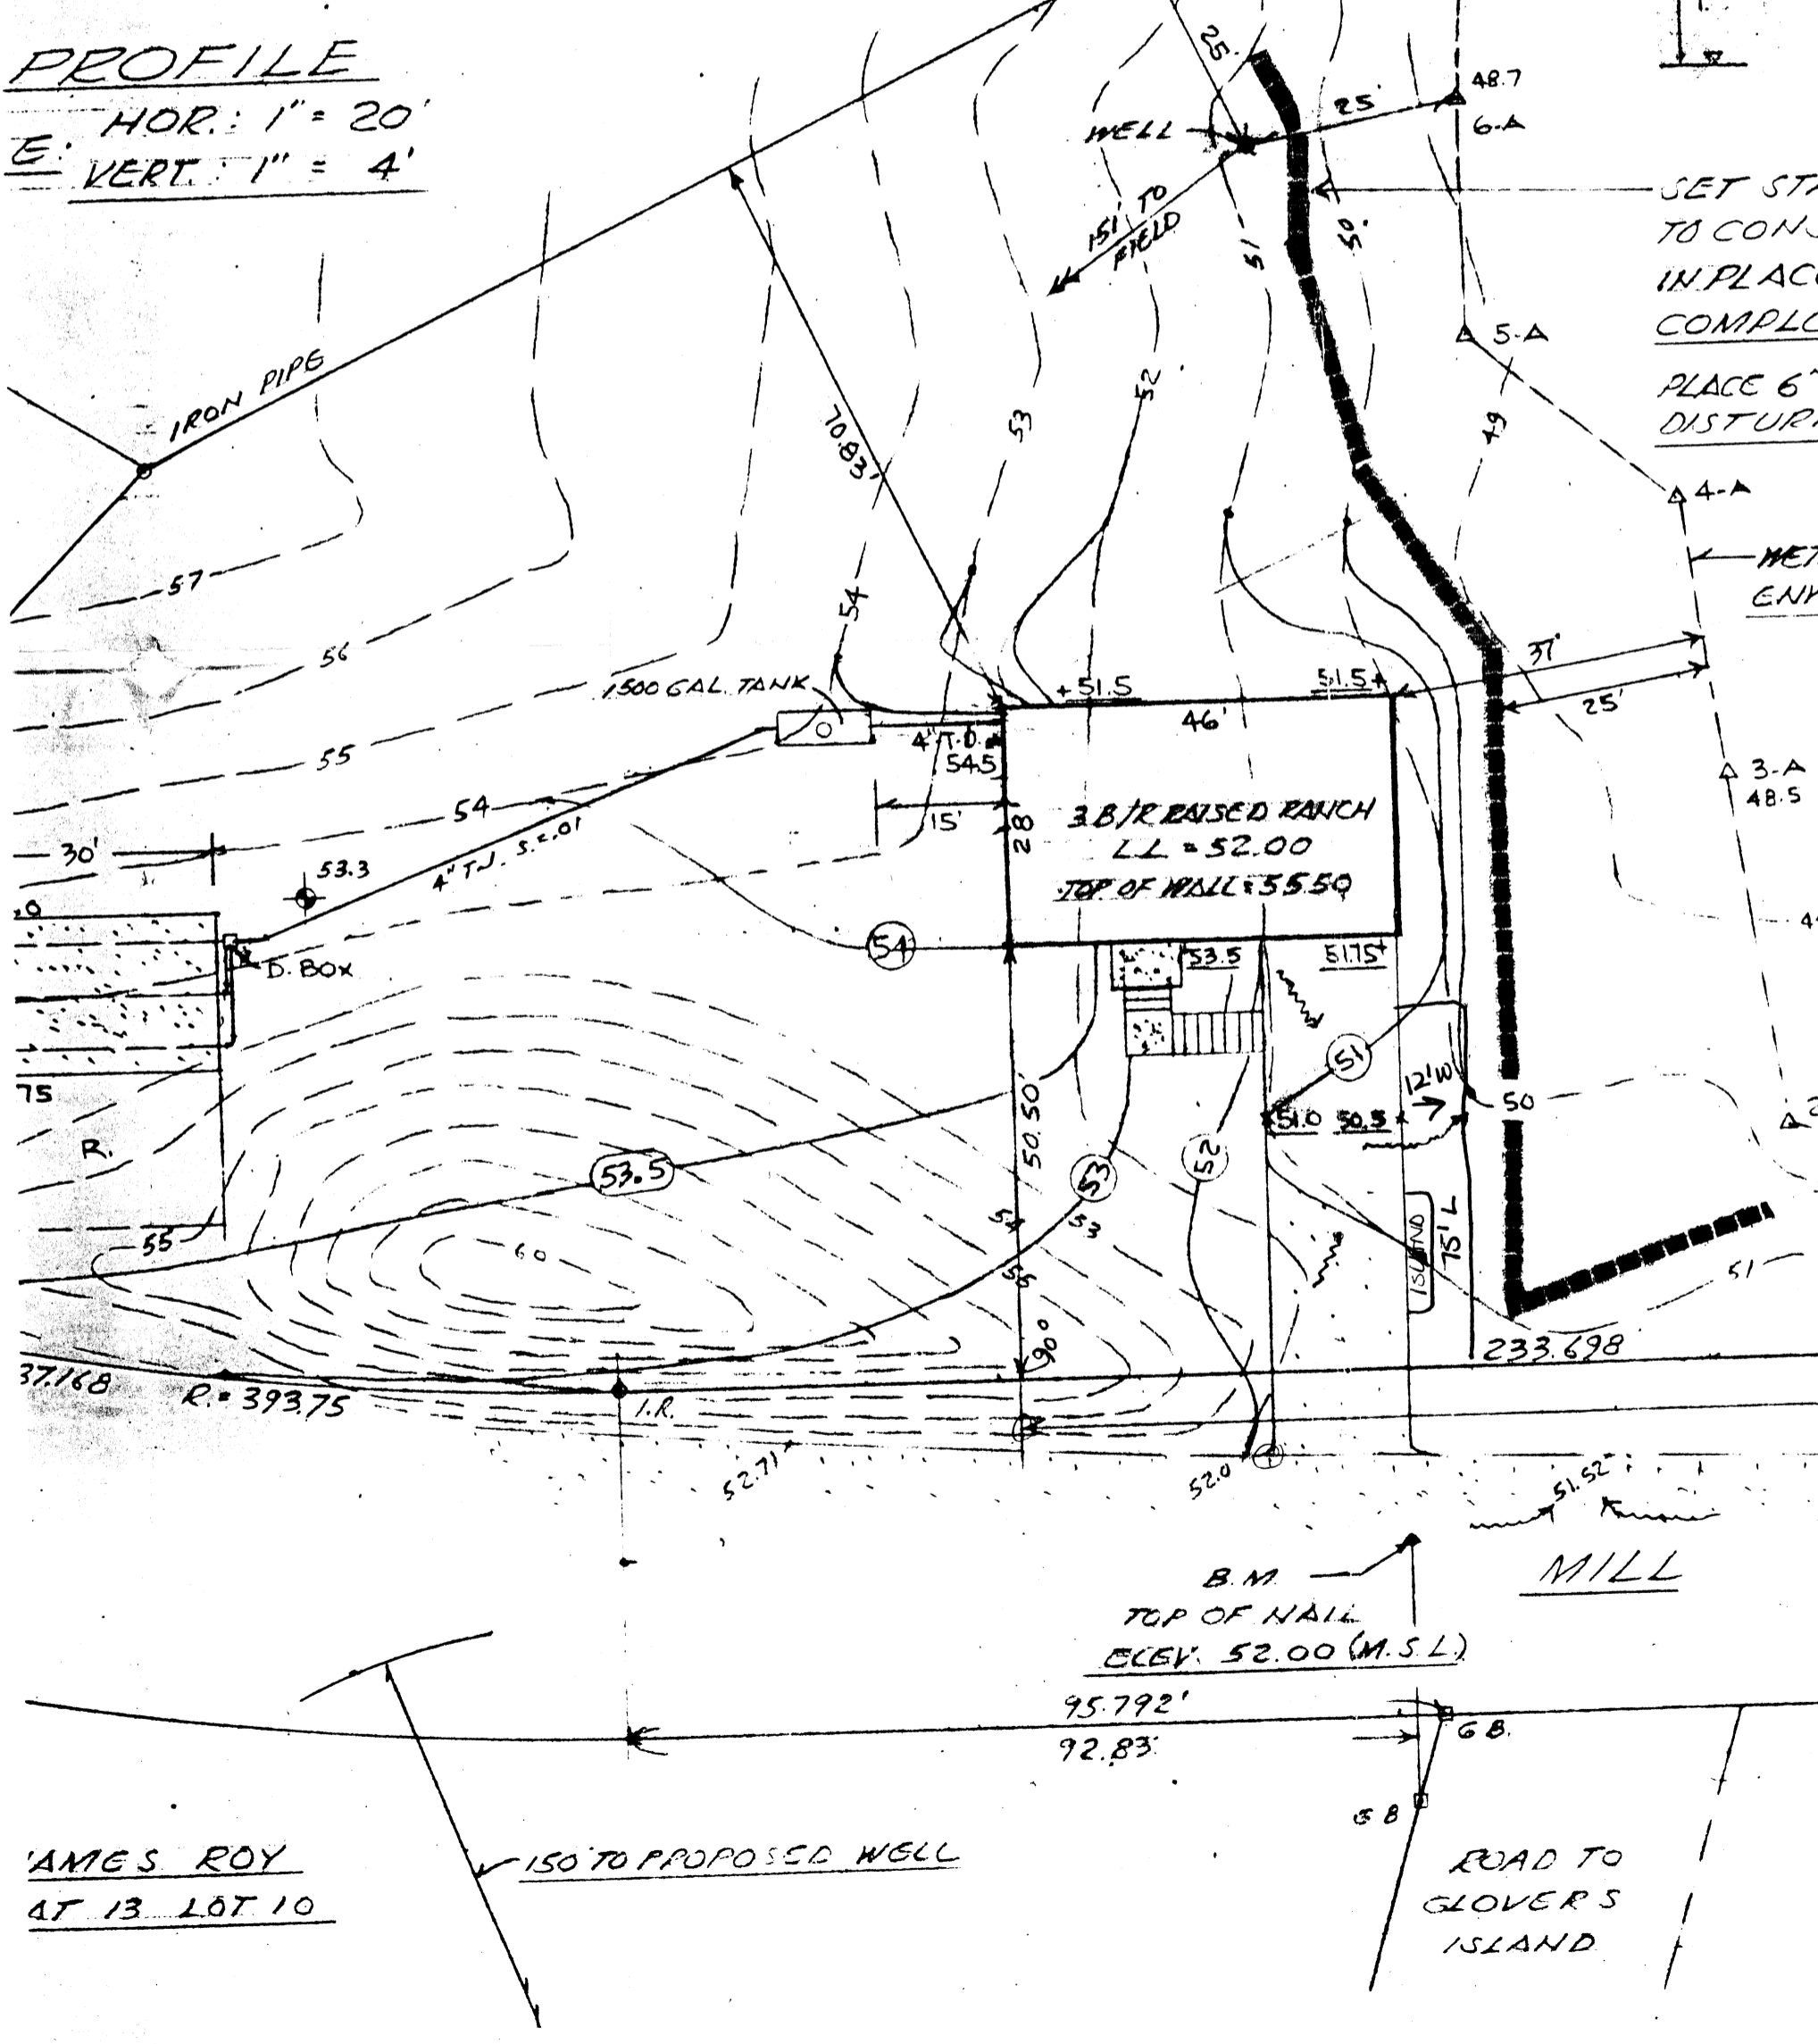 PROFILE
HOR.: 1" = 20'
E:
VERT.: 1" = 4'
25'
WELL
25'
48.7
6-A
151' TO
FIELD
51
50
SET STA
TO CONS
IN PLAC
COMPLC
PLACE 6"
DISTUR
5-A
IRON PIPE
70.83'
53
52
49
4-A
WET
ENV
57
56
55
54
54
1500 GAL. TANK
+51.5
51.5+
46'
37'
25'
4" T.D.
54.5
15'
28
3 B/R RAISED RANCH
LL = 52.00
TOP OF WALL = 55.50
3-A
48.5
30'
53.3
4" T.J. S=.01
D. BOX
54
53.5
51.75+
75
R.
51
12' W
50
51.0
50.5
53.5
50.50'
53
52
54
53
55
60
55
ISLAND
75' L
51
90°
233.698
37.168
R.= 393.75
I.R.
52.71
52.0
51.52
B.M.
TOP OF NAIL
ELEV. 52.00 (M.S.L.)
MILL
95.792'
92.83'
G B.
G B
'AMES ROY
AT 13 LOT 10
150' TO PROPOSED WELL
ROAD TO
GLOVERS
ISLAND